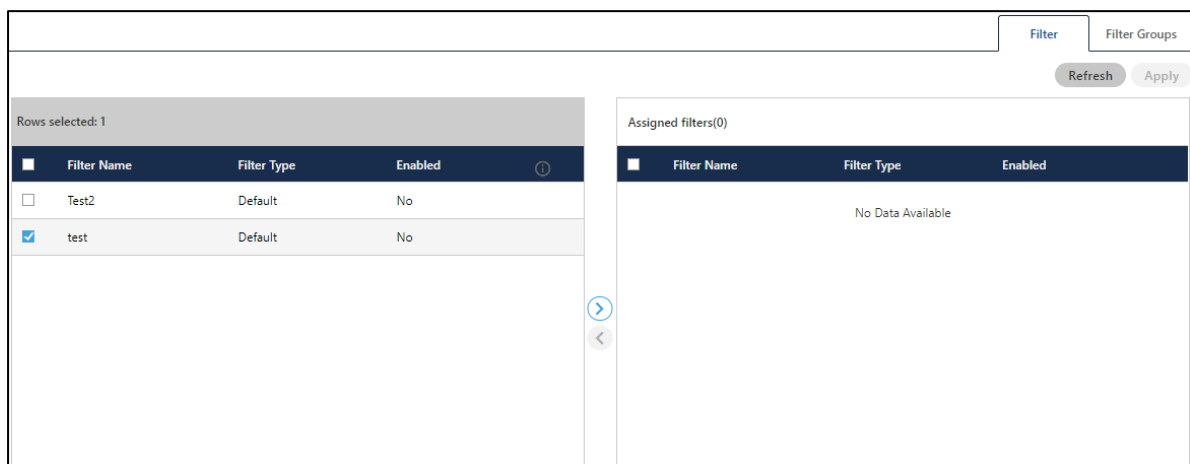 Filter Filter Groups
Refresh Apply
Rows selected: 1
Filter Name Filter Type Enabled
Test2 Default No
test Default No
Assigned filters(0)
Filter Name Filter Type Enabled
No Data Available